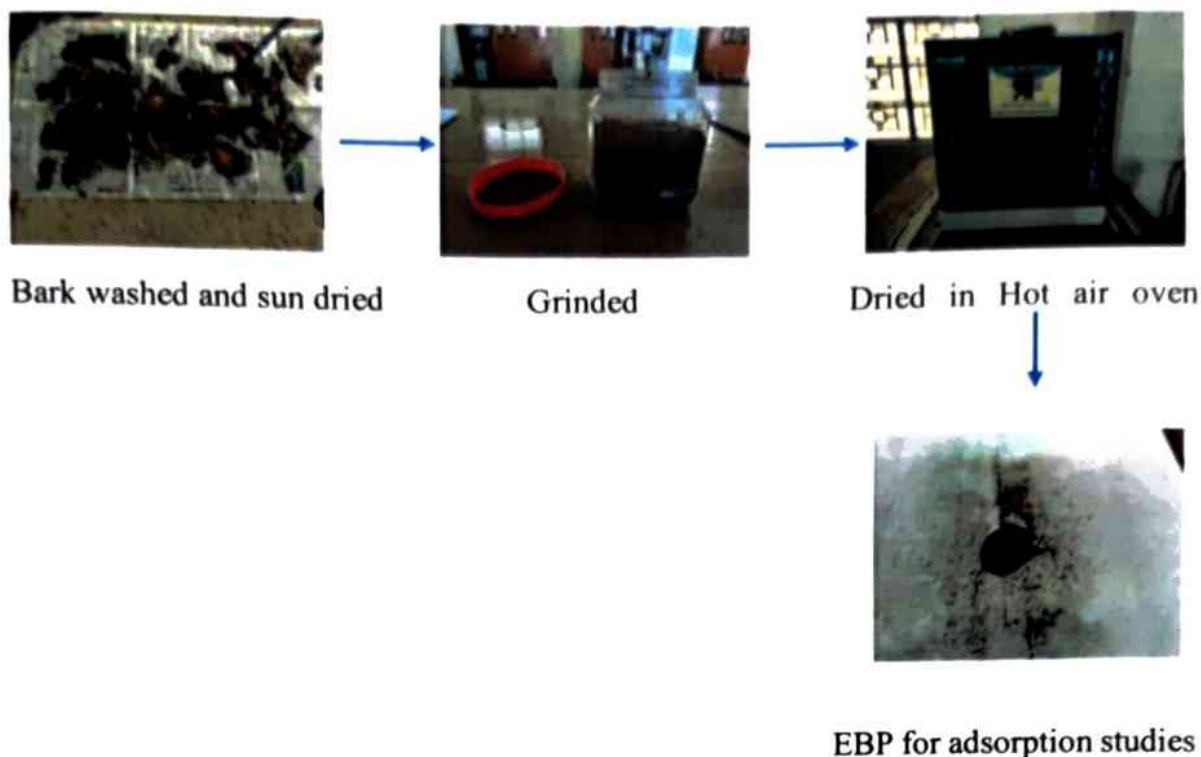 Bark washed and sun dried
Grinded
Dried in Hot air oven
EBP for adsorption studies